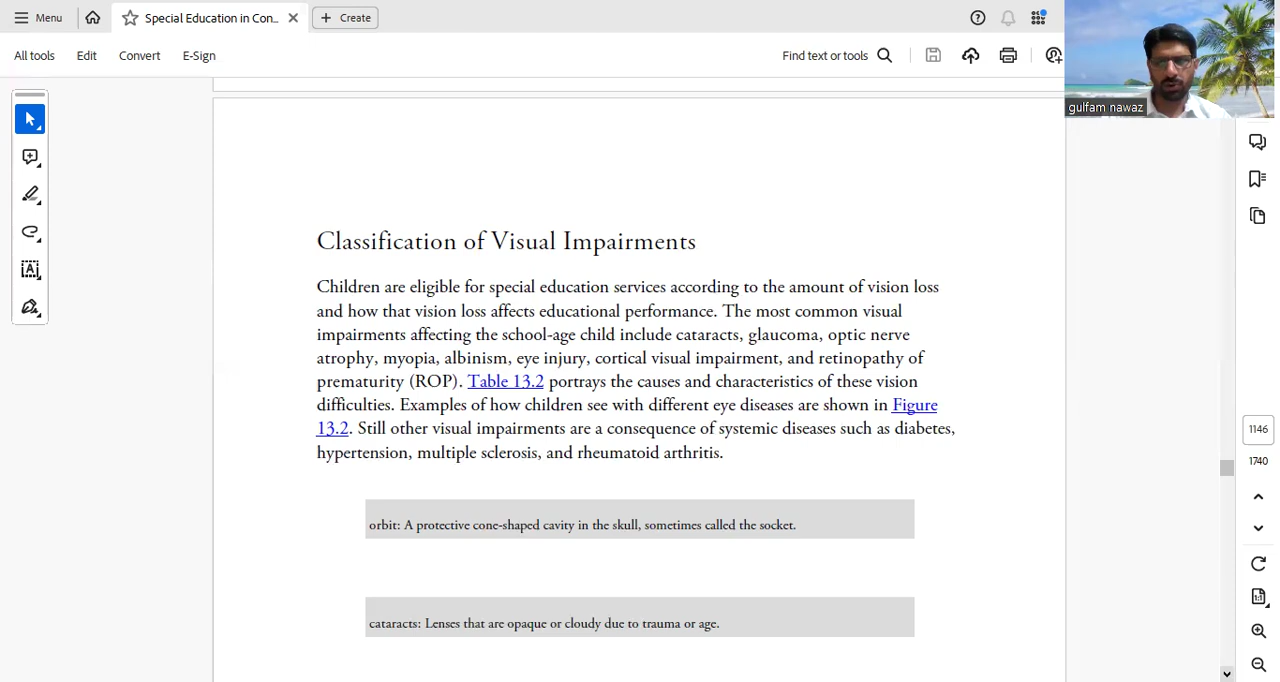 Menu
Special Education in Con...
Create
All tools
Edit
Convert
E-Sign
Find text or tools
gulfam nawaz
Classification of Visual Impairments
Children are eligible for special education services according to the amount of vision loss
and how that vision loss affects educational performance. The most common visual
impairments affecting the school-age child include cataracts, glaucoma, optic nerve
atrophy, myopia, albinism, eye injury, cortical visual impairment, and retinopathy of
prematurity (ROP). Table 13.2 portrays the causes and characteristics of these vision
difficulties. Examples of how children see with different eye diseases are shown in Figure
13.2. Still other visual impairments are a consequence of systemic diseases such as diabetes,
hypertension, multiple sclerosis, and rheumatoid arthritis.
orbit: A protective cone-shaped cavity in the skull, sometimes called the socket.
cataracts: Lenses that are opaque or cloudy due to trauma or age.
1146
1740